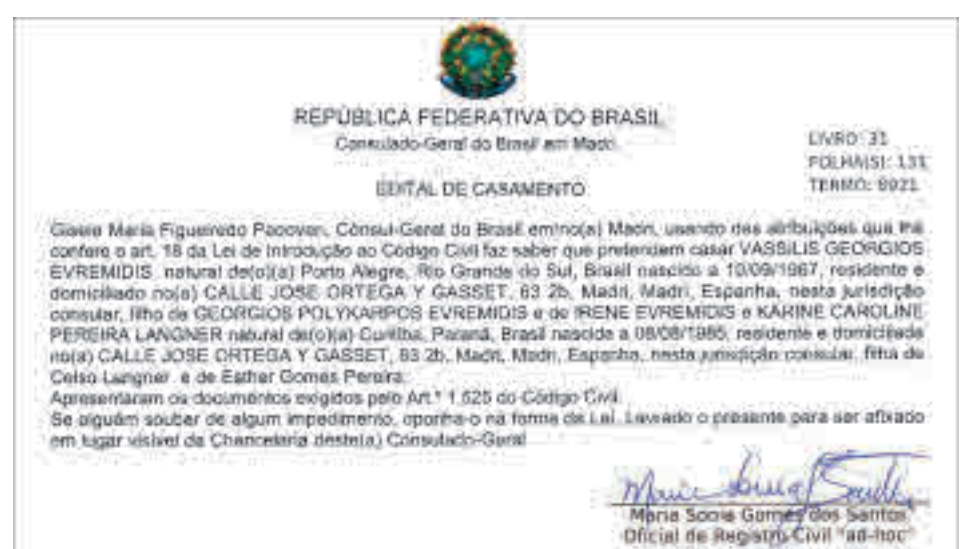 REPÚBLICA FEDERATIVA DO BRASIL
Consulado-Geral do Brasil em Madri
LIVRO: 31
FOLHA(S): 131
TERMO: 8921
EDITAL DE CASAMENTO
Gisele Maria Figueiredo, Cônsul-Geral do Brasil em/no(a) Madri, usando das atribuições que lhe
confere o art. 18 da Lei de Introdução ao Código Civil faz saber que pretendem casar VASSILIS GEORGIOS
EVREMIDIS natural de(o)(a) Porto Alegre, Rio Grande do Sul, Brasil nascido a 10/09/1967, residente e
domiciliado no(a) CALLE JOSE ORTEGA Y GASSET, 63 2b, Madri, Madri, Espanha, nesta jurisdição
consular, filho de GEORGIOS POLYKARPOS EVREMIDIS e de IRENE EVREMIDIS e KARINE CAROLINE
PEREIRA LANGNER natural de(o)(a) Curitiba, Paraná, Brasil nascida a 08/08/1985, residente e domiciliada
no(a) CALLE JOSE ORTEGA Y GASSET, 63 2b, Madri, Madri, Espanha, nesta jurisdição consular, filha de
Celso Langner e de Esther Gomes Pereira.
Apresentaram os documentos exigidos pelo Art.º 1.525 do Código Civil.
Se alguém souber de algum impedimento, oponha-o na forma da Lei. Lavrado o presente para ser afixado
em lugar visível da Chancelaria deste(a) Consulado-Geral
Maria Sonia Gomes dos Santos
Oficial de Registro Civil "ad-hoc"